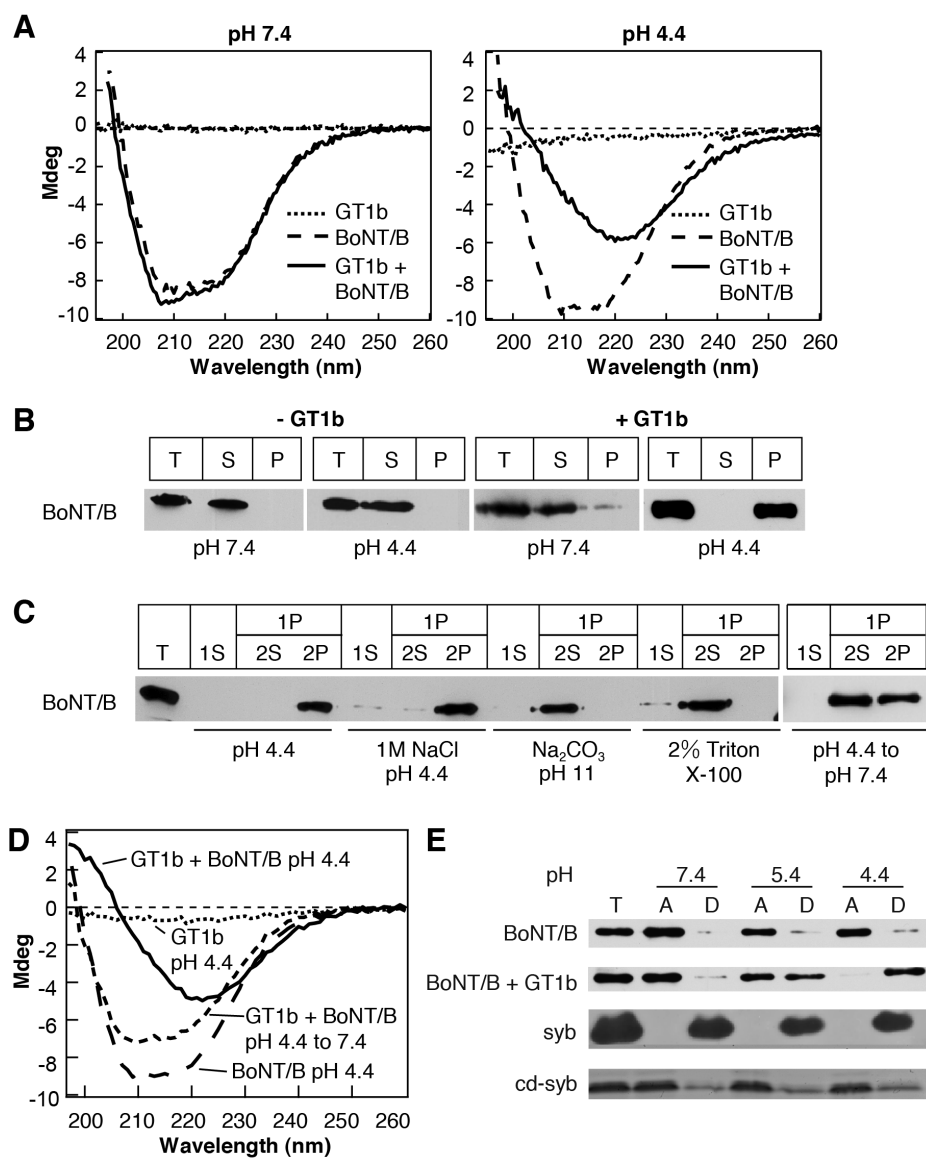 A
pH 7.4
pH 4.4
4
2
0
-2
-4
-6
-8
-10
Mdeg
GT1b
BoNT/B
GT1b +
BoNT/B
200 210 220 230 240 250 260
Wavelength (nm)
4
2
0
-2
-4
-6
-8
-10
GT1b
BoNT/B
GT1b +
BoNT/B
200 210 220 230 240 250 260
Wavelength (nm)
B
- GT1b
+ GT1b
T S P T S P T S P T S P
BoNT/B
pH 7.4 pH 4.4 pH 7.4 pH 4.4
C
1P 1P 1P 1P 1P
T 1S 2S 2P 1S 2S 2P 1S 2S 2P 1S 2S 2P 1S 2S 2P
BoNT/B
pH 4.4
1M NaCl
pH 4.4
Na₂CO₃
pH 11
2% Triton
X-100
pH 4.4 to
pH 7.4
D
4
2
0
-2
-4
-6
-8
-10
Mdeg
GT1b + BoNT/B pH 4.4
GT1b
pH 4.4
GT1b + BoNT/B
pH 4.4 to 7.4
BoNT/B pH 4.4
200 210 220 230 240 250 260
Wavelength (nm)
E
pH 7.4 5.4 4.4
T A D A D A D
BoNT/B
BoNT/B + GT1b
syb
cd-syb